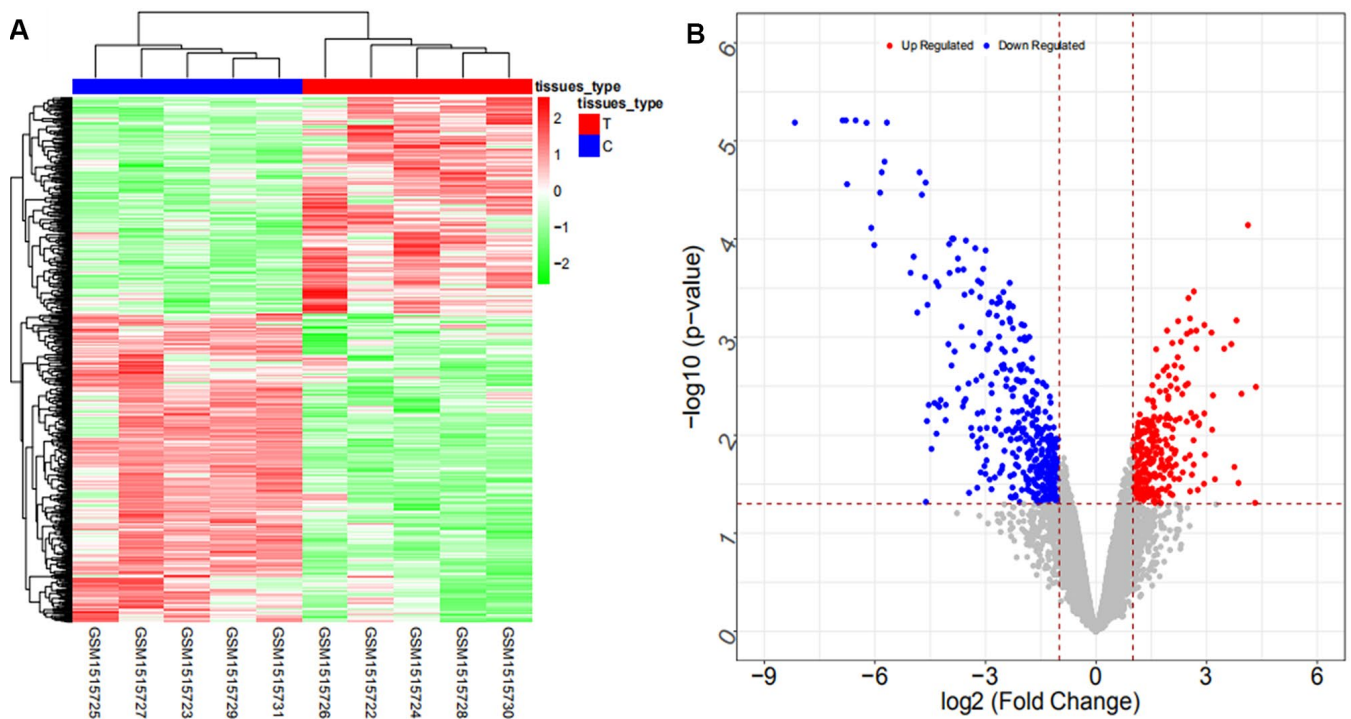 A
tissues_type
tissues_type
T
C
2
1
0
−1
−2
GSM1515725
GSM1515727
GSM1515723
GSM1515729
GSM1515731
GSM1515726
GSM1515722
GSM1515724
GSM1515728
GSM1515730
B
Up Regulated Down Regulated
−log10 (p−value)
6
5
4
3
2
1
0
−9 −6 −3 0 3 6
log2 (Fold Change)